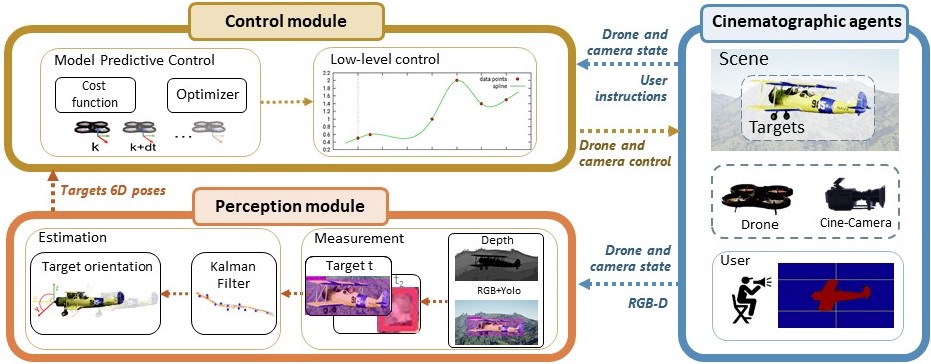 Control module
Model Predictive Control
Cost
function
Optimizer
k
k+dt
...
Low-level control
2.2
2
1.8
1.6
1.4
1.2
1
0.8
0.6
0.4
0.2
data points
spline
Drone and
camera state
User
instructions
Drone and
camera control
Targets 6D poses
Perception module
Estimation
Target orientation
Kalman
Filter
Measurement
Target t
t2
Depth
RGB+Yolo
Drone and
camera state
RGB-D
Cinematographic agents
Scene
Targets
Drone
Cine-Camera
User